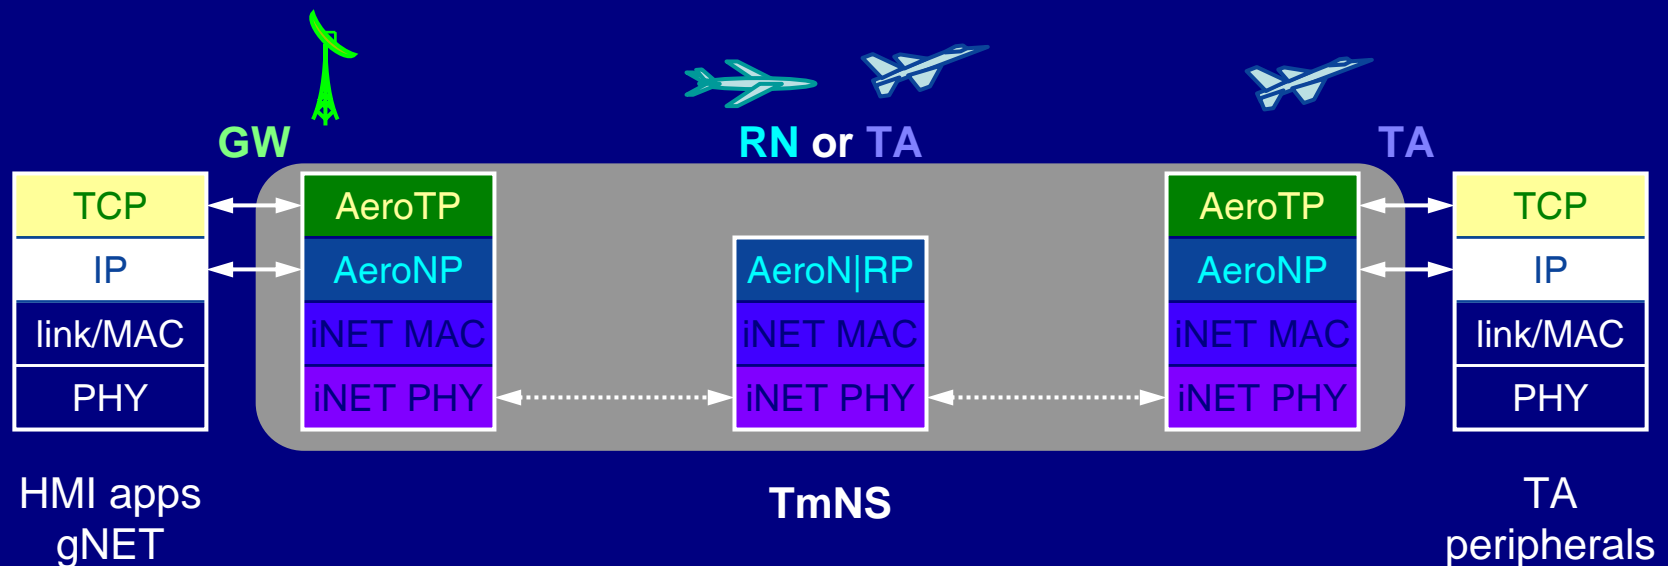 GW
RN or TA
TA
TCP
IP
link/MAC
PHY
AeroTP
AeroNP
iNET MAC
iNET PHY
AeroN|RP
iNET MAC
iNET PHY
AeroTP
AeroNP
iNET MAC
iNET PHY
TCP
IP
link/MAC
PHY
HMI apps
gNET
TmNS
TA
peripherals